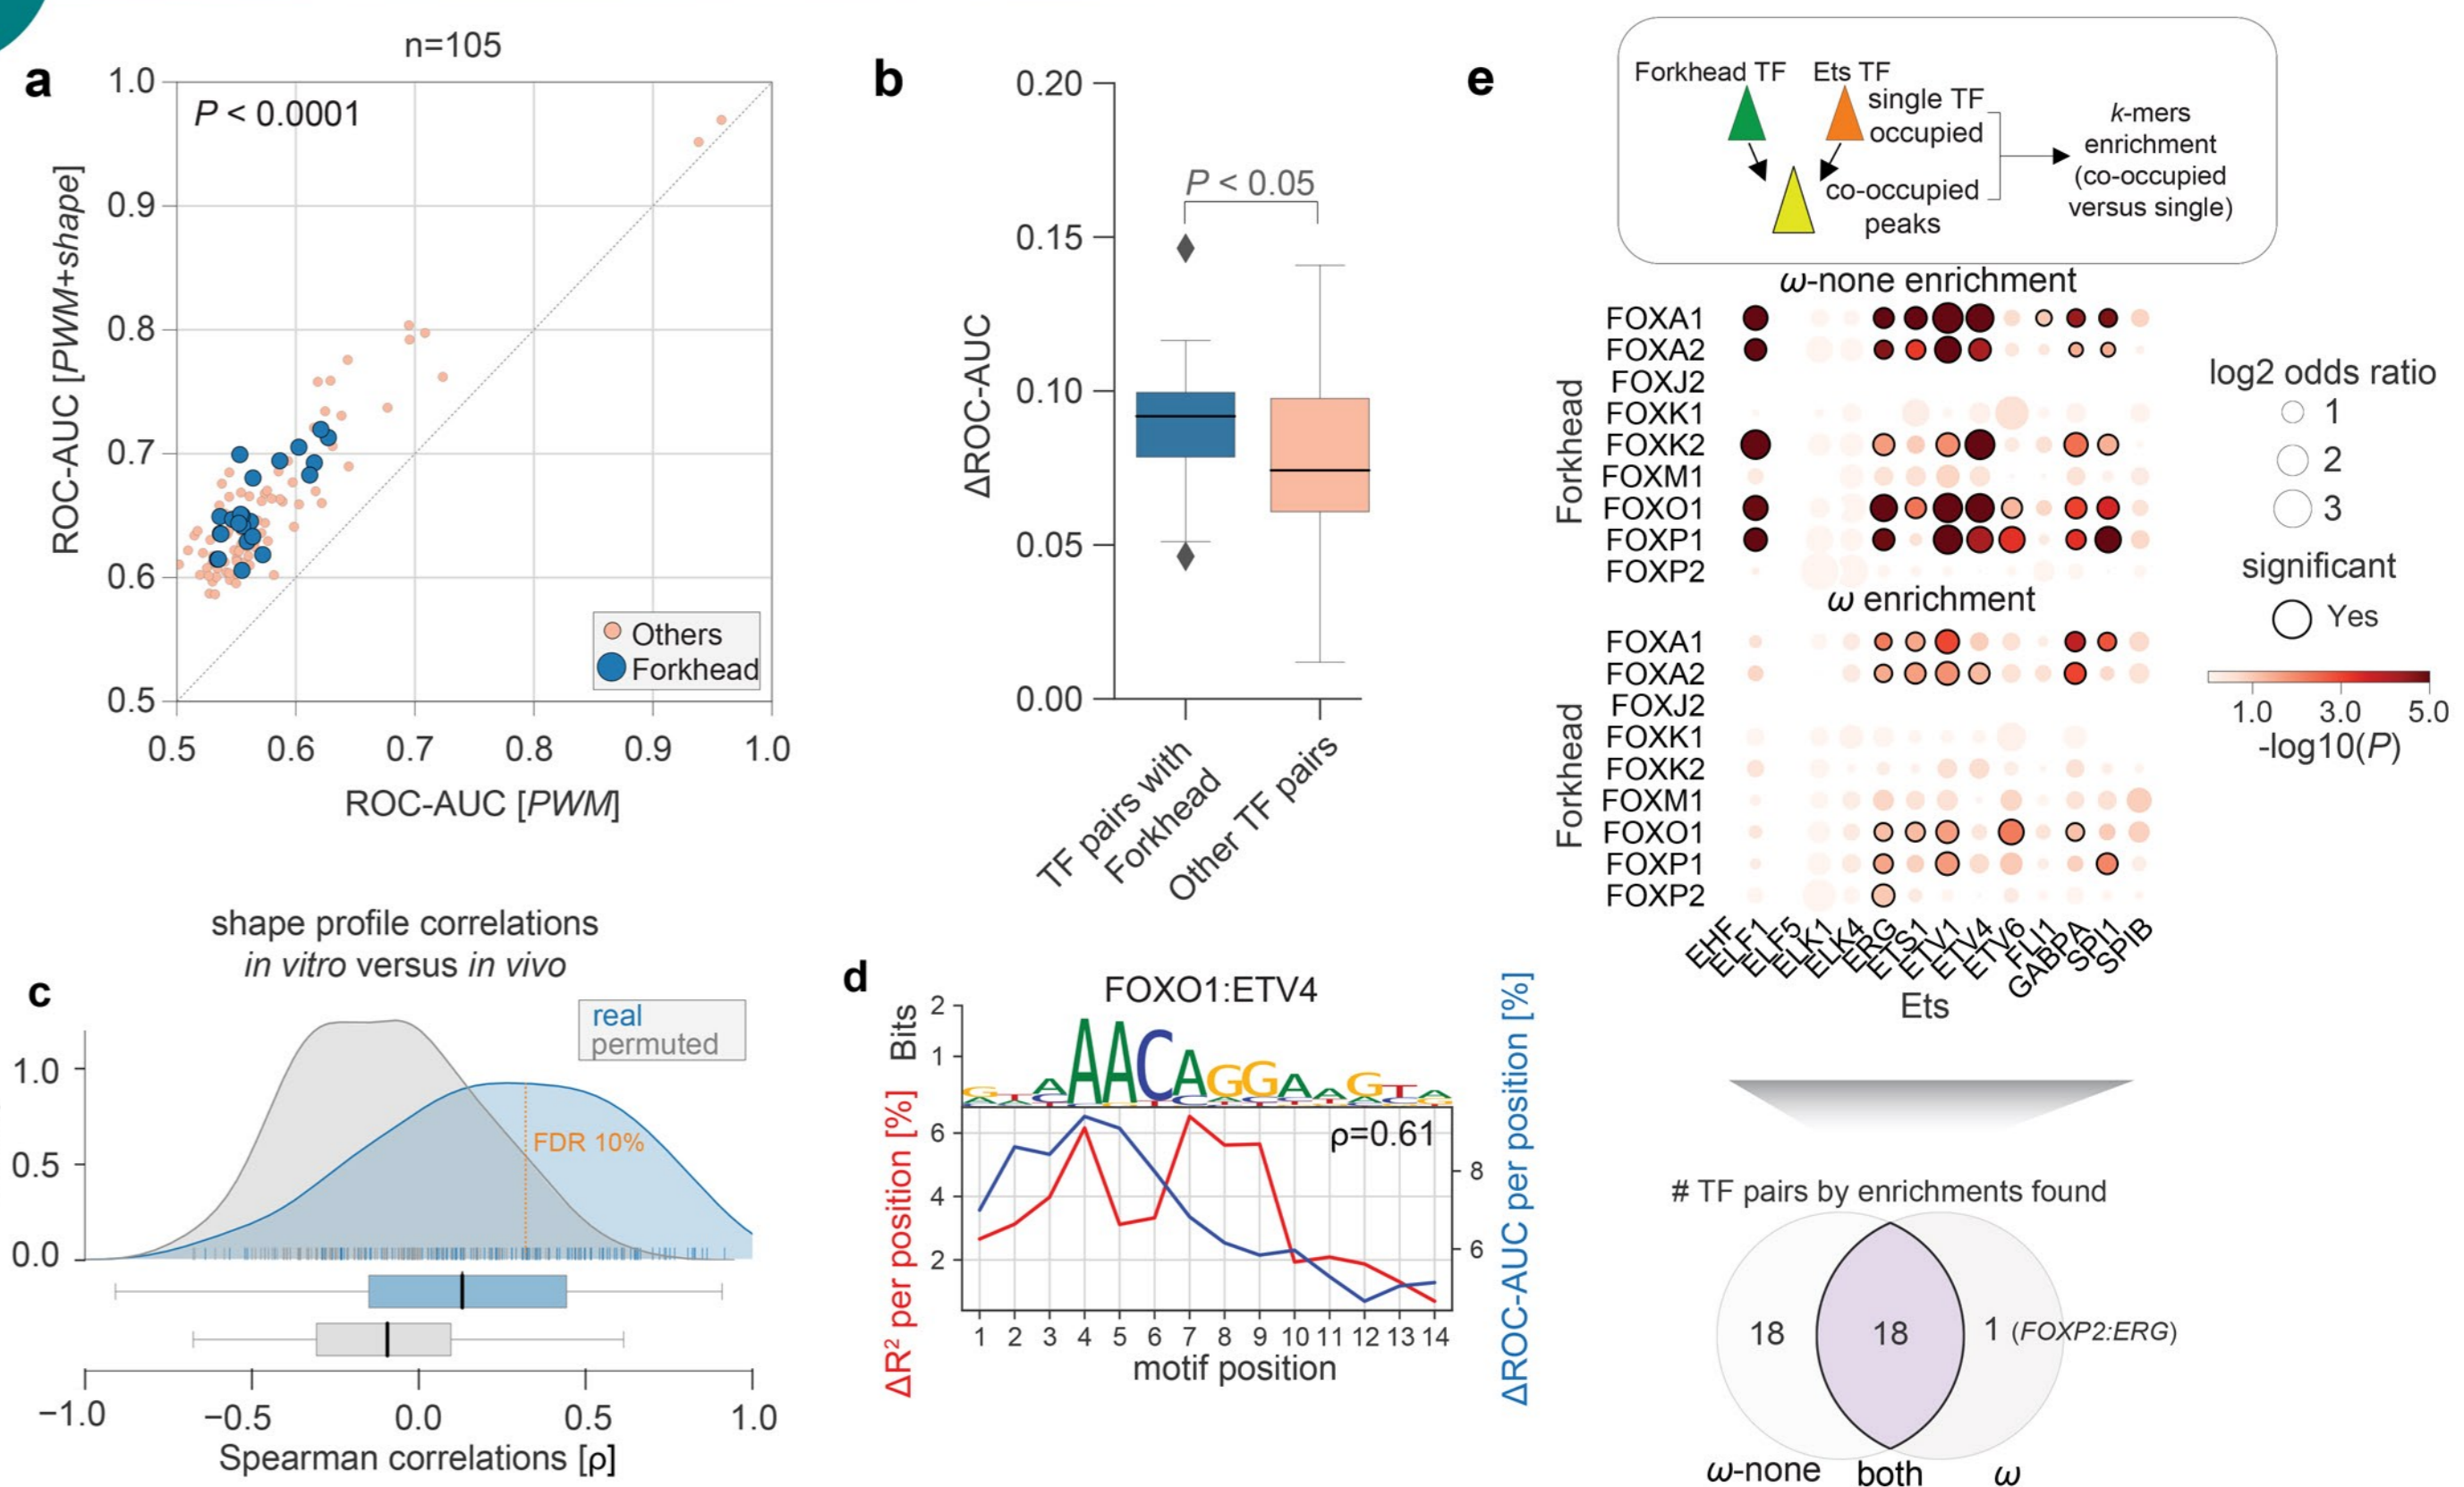 a
n=105
P < 0.0001
ROC-AUC [PWM+shape]
1.0
0.9
0.8
0.7
0.6
0.5
0.5 0.6 0.7 0.8 0.9 1.0
ROC-AUC [PWM]
Others
Forkhead
b
ΔROC-AUC
0.20
0.15
0.10
0.05
0.00
P < 0.05
TF pairs with
Forkhead
Other TF pairs
c
shape profile correlations
in vitro versus in vivo
real
permuted
FDR 10%
1.0
0.5
0.0
−1.0 −0.5 0.0 0.5 1.0
Spearman correlations [ρ]
d
FOXO1:ETV4
Bits
2
1
ΔR² per position [%]
6
4
2
ρ=0.61
8
6
ΔROC-AUC per position [%]
1 2 3 4 5 6 7 8 9 10 11 12 13 14
motif position
e
Forkhead TF Ets TF
single TF
occupied
co-occupied
peaks
k-mers
enrichment
(co-occupied
versus single)
ω-none enrichment
Forkhead
FOXA1
FOXA2
FOXJ2
FOXK1
FOXK2
FOXM1
FOXO1
FOXP1
FOXP2
ω enrichment
Forkhead
FOXA1
FOXA2
FOXJ2
FOXK1
FOXK2
FOXM1
FOXO1
FOXP1
FOXP2
EHF
ELF1
ELF5
ELK1
ELK4
ERG
ETS1
ETV1
ETV4
ETV6
FLI1
GABPA
SPI1
SPIB
Ets
log2 odds ratio
1
2
3
significant
Yes
1.0 3.0 5.0
-log10(P)
# TF pairs by enrichments found
18 18 1 (FOXP2:ERG)
ω-none both ω